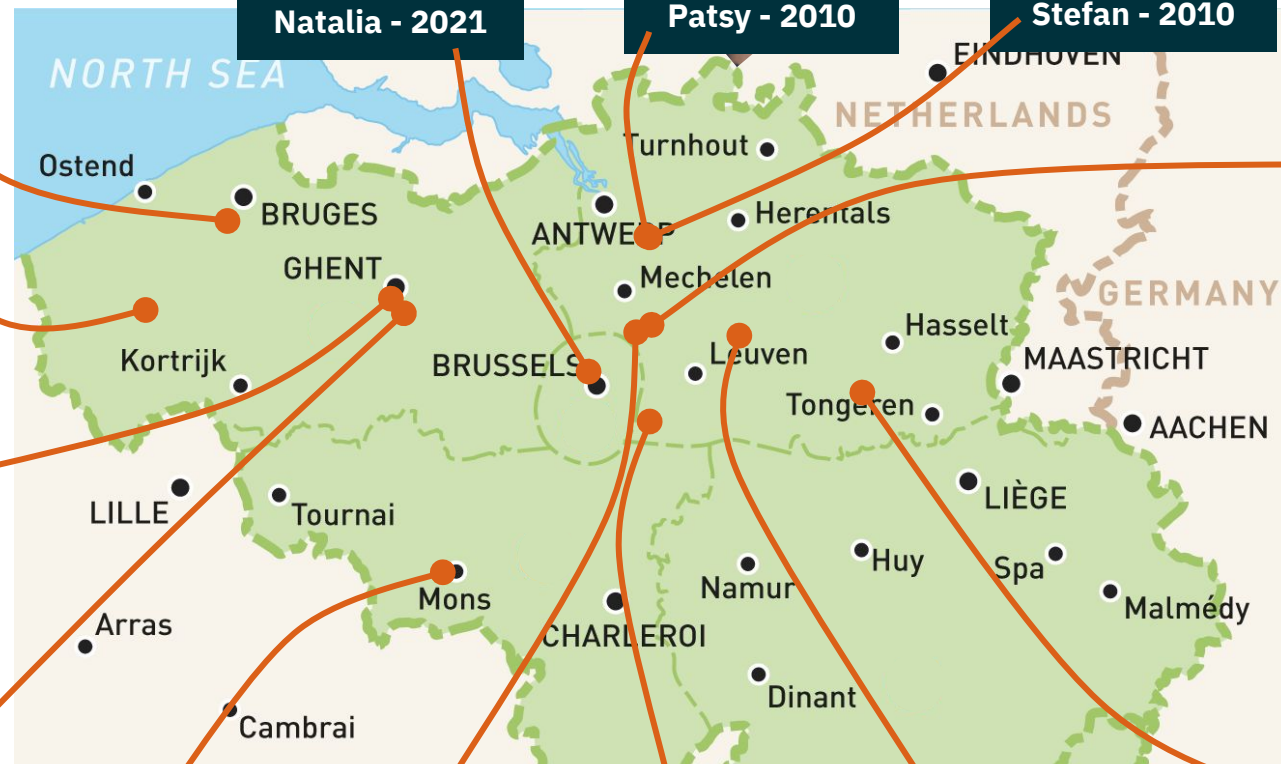 Natalia - 2021
Patsy - 2010
Stefan - 2010
NORTH SEA
EINDHOVEN
NETHERLANDS
Turnhout
Ostend
BRUGES
Herentals
ANTWERP
GHENT
Mechelen
GERMANY
Hasselt
Kortrijk
BRUSSELS
Leuven
MAASTRICHT
Tongeren
AACHEN
LILLE
Tournai
LIÈGE
Huy
Spa
Namur
Mons
Malmédy
Arras
CHARLEROI
Dinant
Cambrai